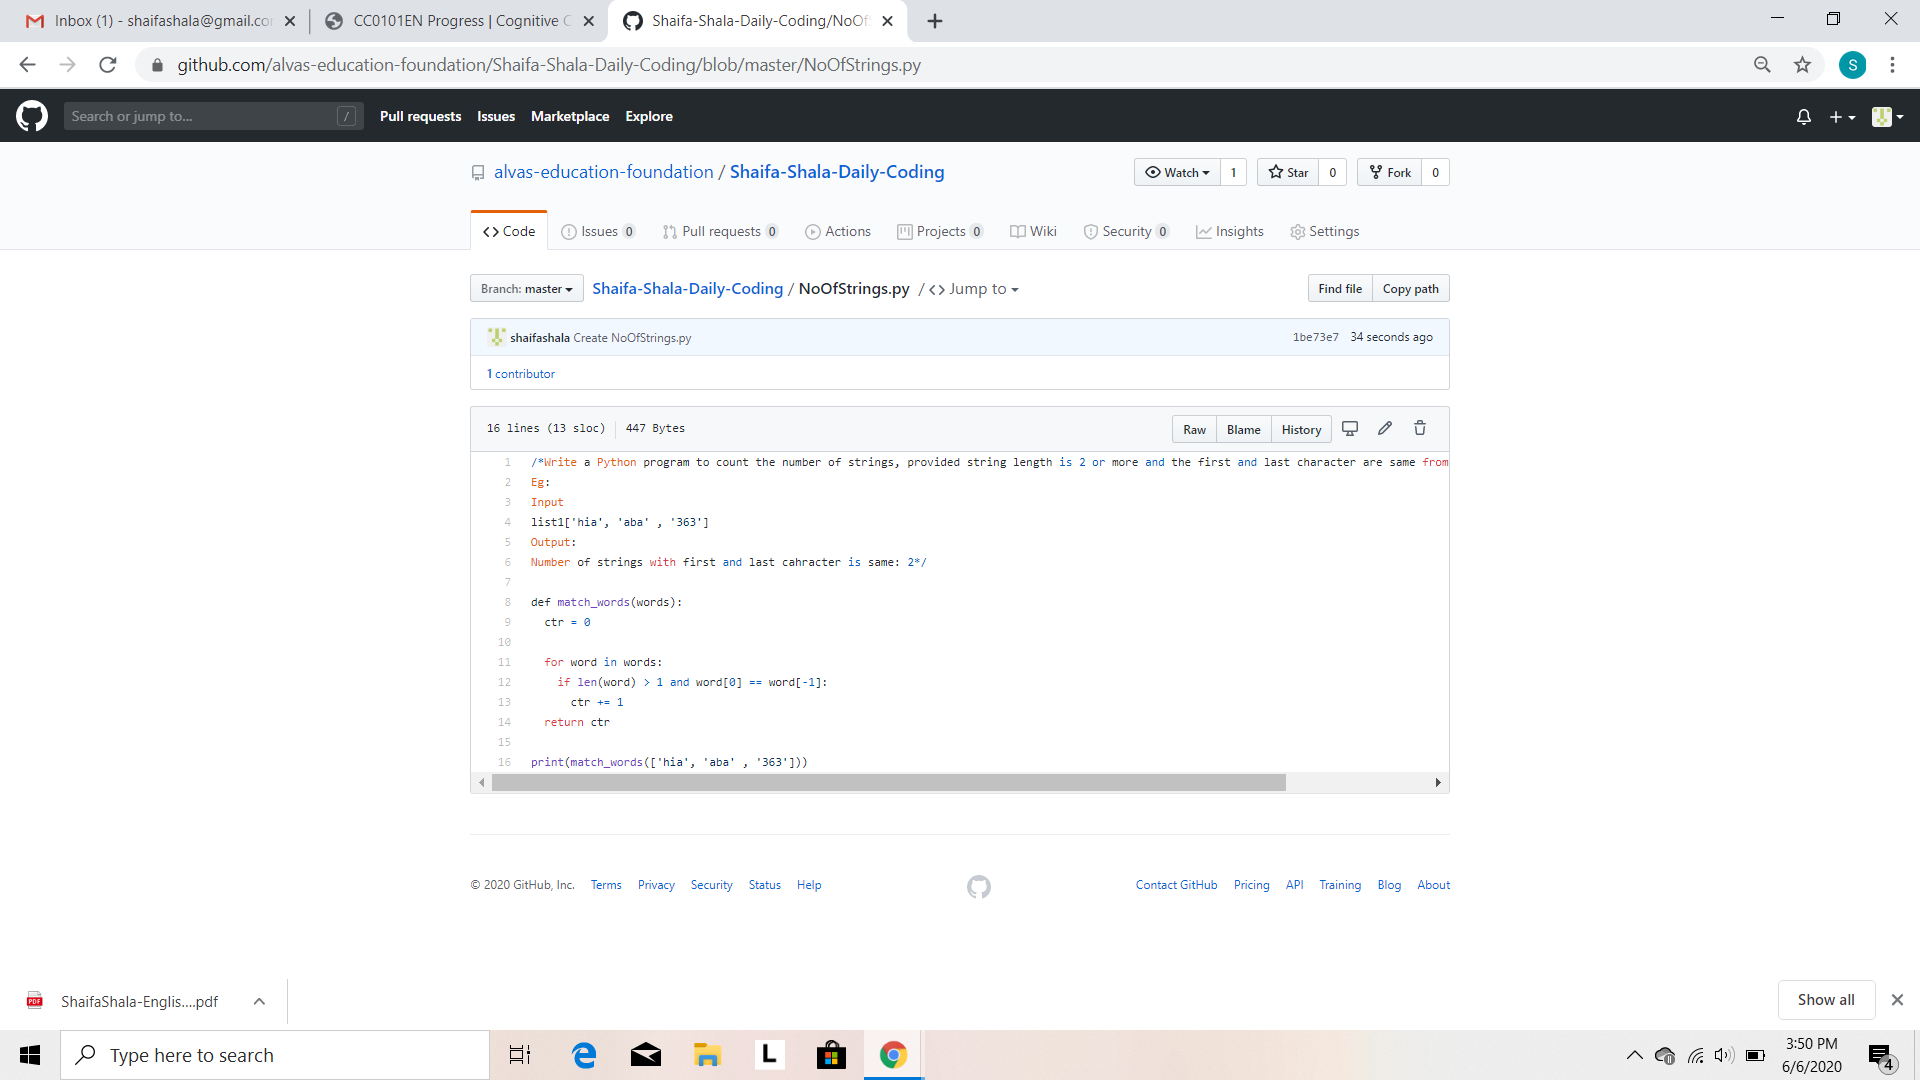 Inbox (1) - shaifashala@gmail.co
CC0101EN Progress | Cognitive
Shaifa-Shala-Daily-Coding/NoOfS
github.com/alvas-education-foundation/Shaifa-Shala-Daily-Coding/blob/master/NoOfStrings.py
S
Search or jump to... /
Pull requests Issues Marketplace Explore
alvas-education-foundation / Shaifa-Shala-Daily-Coding
Watch 1 Star 0 Fork 0
Code Issues 0 Pull requests 0 Actions Projects 0 Wiki Security 0 Insights Settings
Branch: master Shaifa-Shala-Daily-Coding / NoOfStrings.py / <> Jump to
Find file Copy path
shaifashala Create NoOfStrings.py 1be73e7 34 seconds ago
1 contributor
16 lines (13 sloc) 447 Bytes
Raw Blame History
1 /*Write a Python program to count the number of strings, provided string length is 2 or more and the first and last character are same from
2 Eg:
3 Input
4 list1['hia', 'aba' , '363']
5 Output:
6 Number of strings with first and last cahracter is same: 2*/
7
8 def match_words(words):
9 ctr = 0
10
11 for word in words:
12 if len(word) > 1 and word[0] == word[-1]:
13 ctr += 1
14 return ctr
15
16 print(match_words(['hia', 'aba' , '363']))
© 2020 GitHub, Inc. Terms Privacy Security Status Help
Contact GitHub Pricing API Training Blog About
PDF ShaifaShala-Englis....pdf
Show all
Type here to search
L
3:50 PM
6/6/2020
4